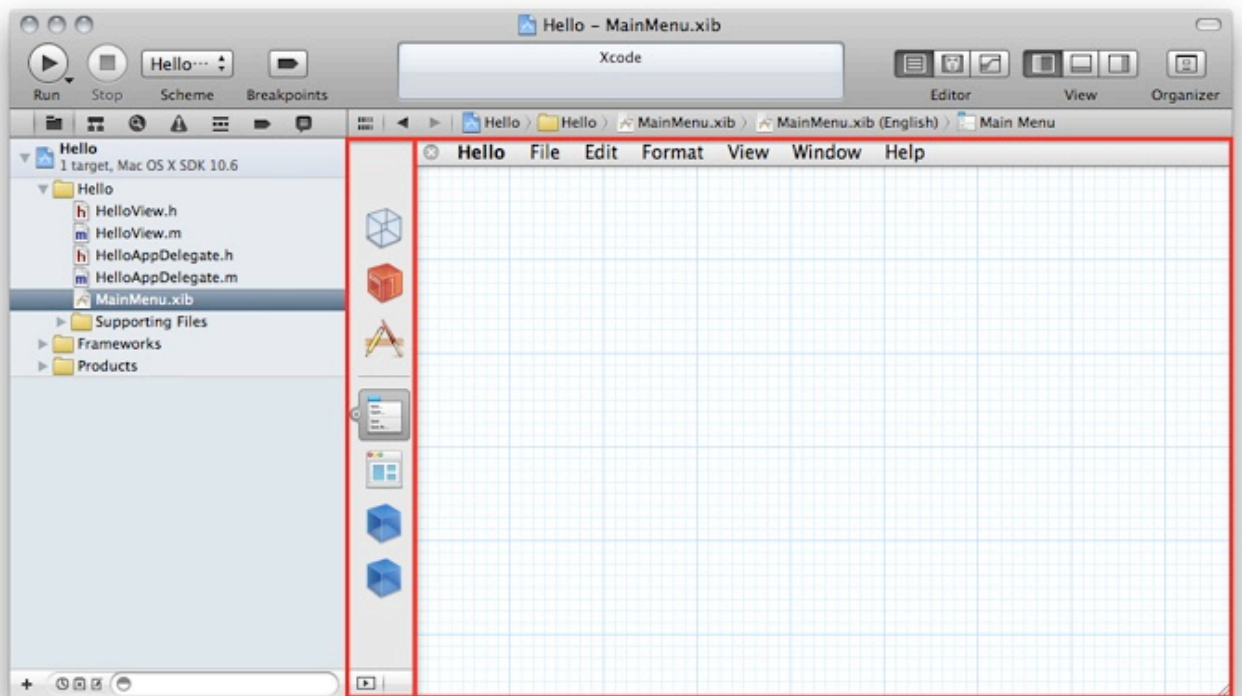 Hello – MainMenu.xib
Hello··· Xcode
Run Stop Scheme Breakpoints Editor View Organizer
Hello Hello MainMenu.xib MainMenu.xib (English) Main Menu
Hello
1 target, Mac OS X SDK 10.6
Hello
h HelloView.h
m HelloView.m
h HelloAppDelegate.h
m HelloAppDelegate.m
MainMenu.xib
Supporting Files
Frameworks
Products
Hello File Edit Format View Window Help